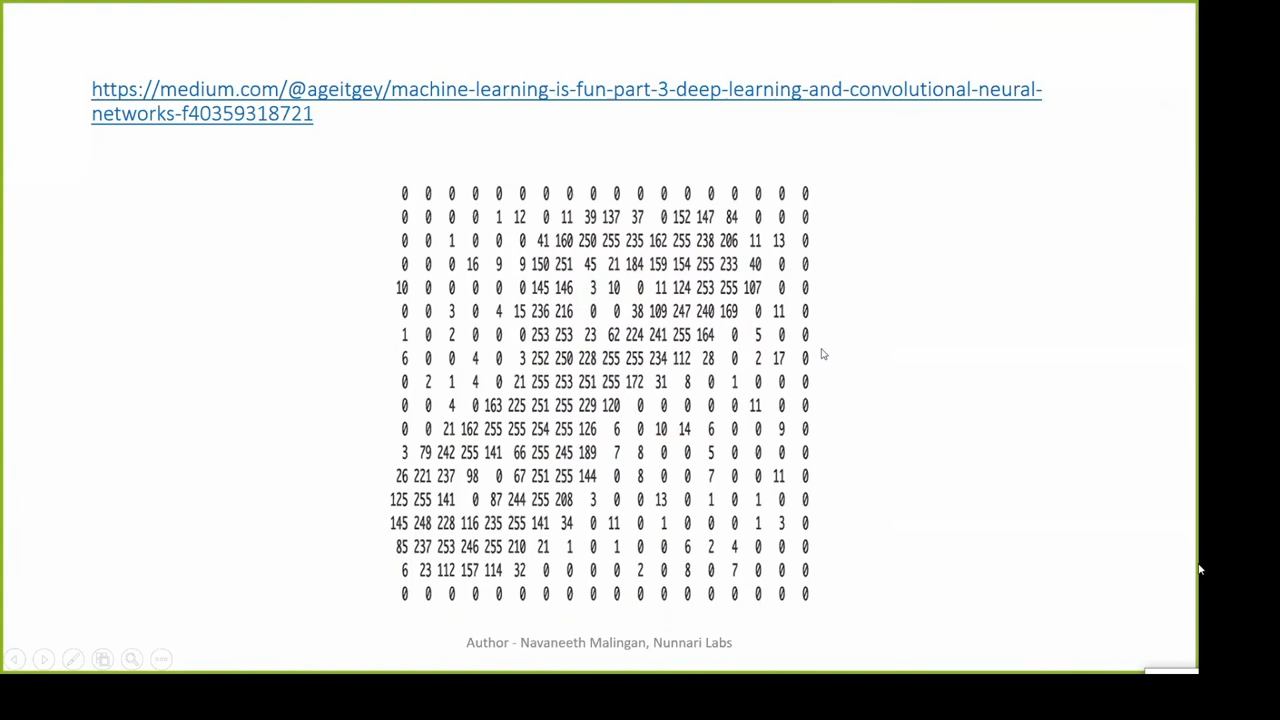 https://medium.com/@ageitgey/machine-learning-is-fun-part-3-deep-learning-and-convolutional-neural-
networks-f40359318721
0 0 0 0 0 0 0 0 0 0 0 0 0 0 0 0 0 0
0 0 0 0 1 12 0 11 39 137 37 0 152 147 84 0 0 0
0 0 1 0 0 0 41 160 250 255 235 162 255 238 206 11 13 0
0 0 0 16 9 9 150 251 45 21 184 159 154 255 233 40 0 0
10 0 0 0 0 0 145 146 3 10 0 11 124 253 255 107 0 0
0 0 3 0 4 15 236 216 0 0 38 109 247 240 169 0 11 0
1 0 2 0 0 0 253 253 23 62 224 241 255 164 0 5 0 0
6 0 0 4 0 3 252 250 228 255 255 234 112 28 0 2 17 0
0 2 1 4 0 21 255 253 251 255 172 31 8 0 1 0 0 0
0 0 4 0 163 225 251 255 229 120 0 0 0 0 0 11 0 0
0 0 21 162 255 255 254 255 126 6 0 10 14 6 0 0 9 0
3 79 242 255 141 66 255 245 189 7 8 0 0 5 0 0 0 0
26 221 237 98 0 67 251 255 144 0 8 0 0 7 0 0 11 0
125 255 141 0 87 244 255 208 3 0 0 13 0 1 0 1 0 0
145 248 228 116 235 255 141 34 0 11 0 1 0 0 0 1 3 0
85 237 253 246 255 210 21 1 0 1 0 0 6 2 4 0 0 0
6 23 112 157 114 32 0 0 0 0 2 0 8 0 7 0 0 0
0 0 0 0 0 0 0 0 0 0 0 0 0 0 0 0 0 0
Author - Navaneeth Malingan, Nunnari Labs